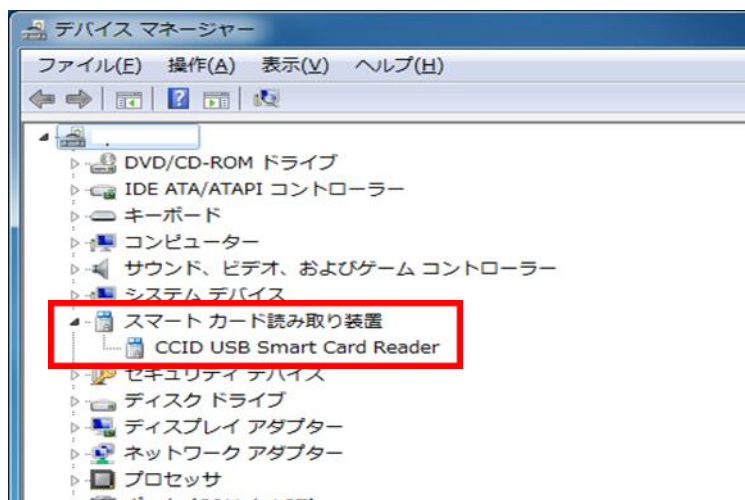 デバイス マネージャー
ファイル(F) 操作(A) 表示(V) ヘルプ(H)
.
DVD/CD-ROM ドライブ
IDE ATA/ATAPI コントローラー
キーボード
コンピューター
サウンド、ビデオ、およびゲーム コントローラー
システム デバイス
スマート カード読み取り装置
CCID USB Smart Card Reader
セキュリティ デバイス
ディスク ドライブ
ディスプレイ アダプター
ネットワーク アダプター
プロセッサ